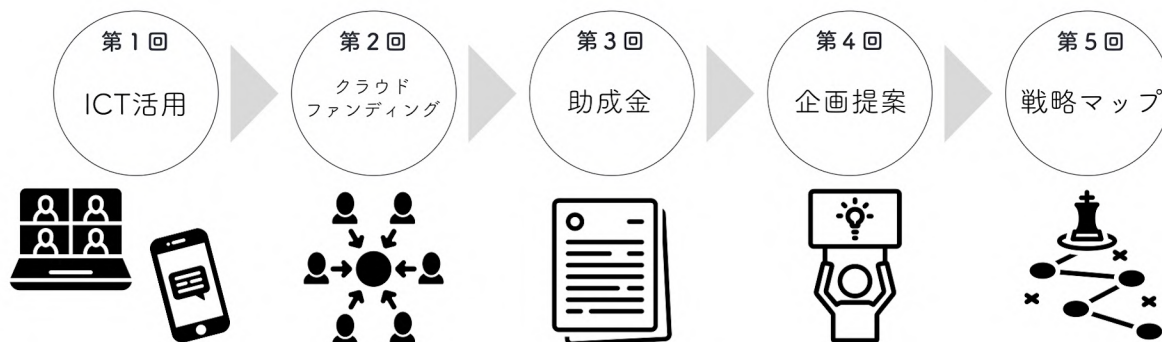 第1回
ICT活用
第2回
クラウド
ファンディング
第3回
助成金
第4回
企画提案
第5回
戦略マップ